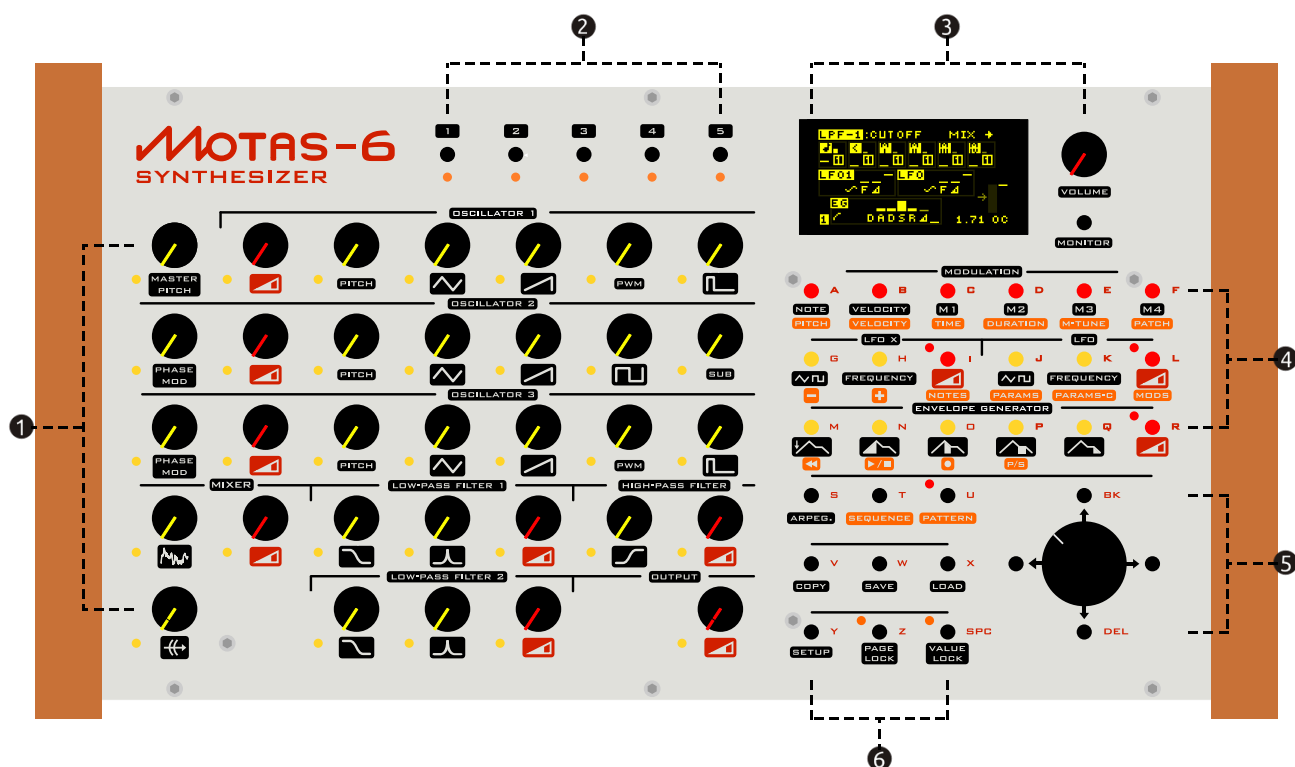 2
3
MOTAS-6
SYNTHESIZER
1 2 3 4 5
LPF-1:CUTOFF MIX →
LFO1 LFO
F F
EG
1 DADSR 1.71 OC
VOLUME
MONITOR
OSCILLATOR 1
MASTER PITCH
PITCH
PWM
OSCILLATOR 2
PHASE MOD
PITCH
SUB
OSCILLATOR 3
1
PHASE MOD
PITCH
PWM
MIXER
LOW-PASS FILTER 1
HIGH-PASS FILTER
LOW-PASS FILTER 2
OUTPUT
MODULATION
A B C D E F
NOTE VELOCITY M1 M2 M3 M4
PITCH VELOCITY TIME DURATION M-TUNE PATCH
LFO X LFO
G H I J K L
4
FREQUENCY FREQUENCY
- + NOTES PARAMS PARAMS-C MODS
ENVELOPE GENERATOR
M N O P Q R
P/S
S T U BK
ARPEG. SEQUENCE PATTERN
V W X
5
COPY SAVE LOAD
Y Z SPC DEL
SETUP PAGE LOCK VALUE LOCK
6